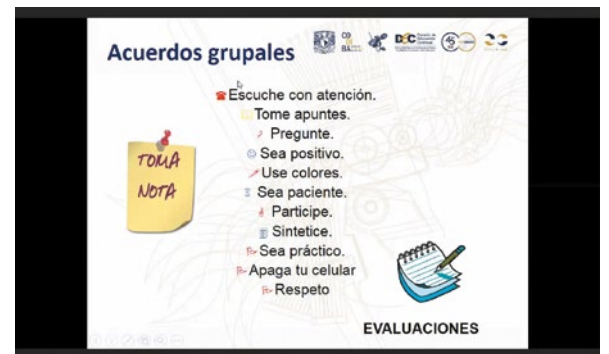 Acuerdos grupales
Escuche con atención.
Tome apuntes.
Pregunte.
Sea positivo.
Use colores.
Sea paciente.
Participe.
Sintetice.
Sea práctico.
Apaga tu celular
Respeto
TOMA
NOTA
EVALUACIONES